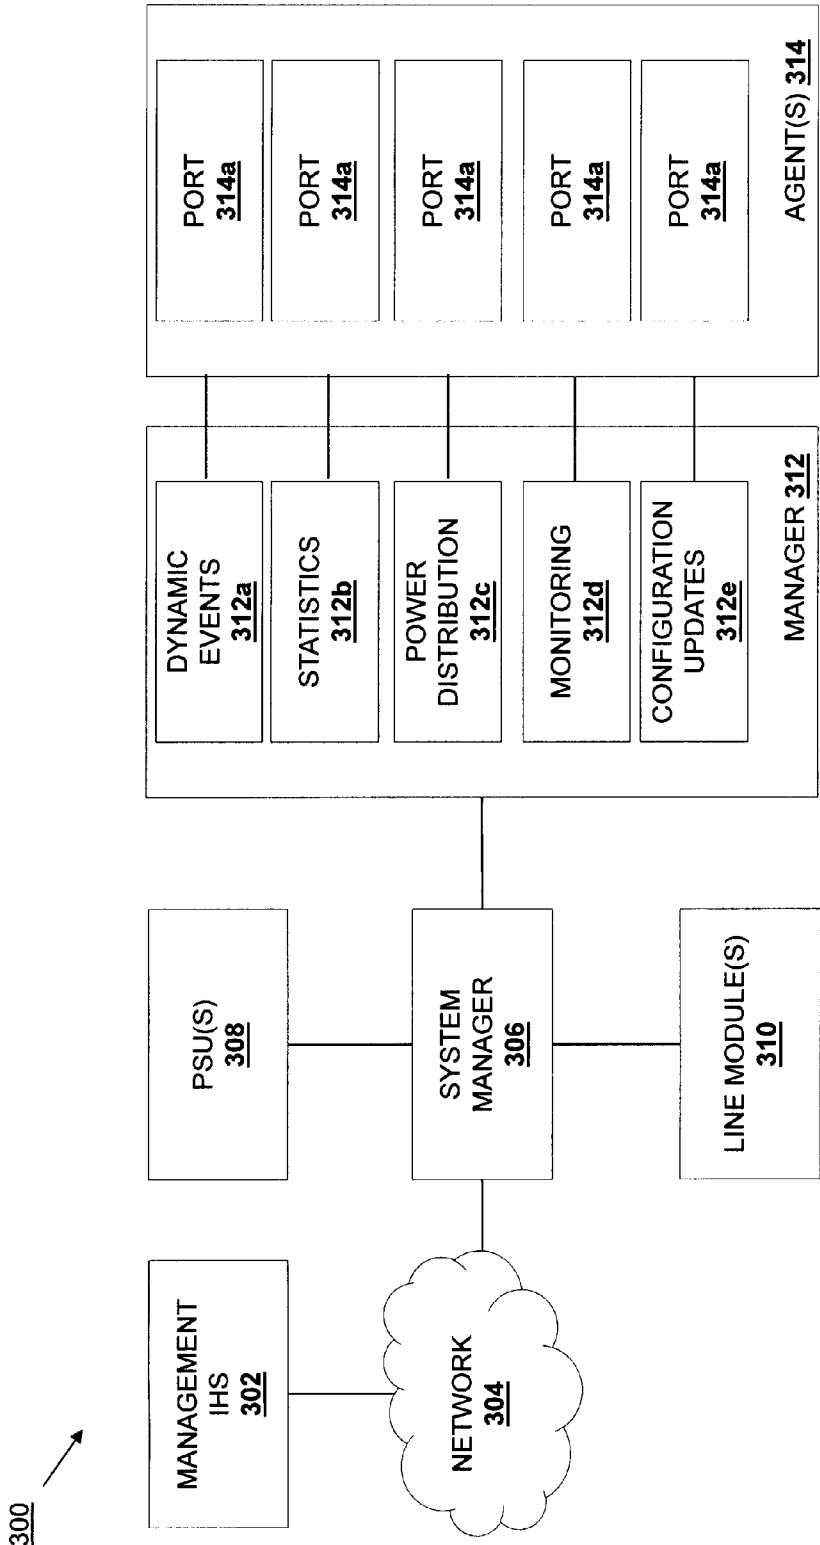 300
MANAGEMENT
IHS
302
NETWORK
304
PSU(S)
308
SYSTEM
MANAGER
306
LINE MODULE(S)
310
DYNAMIC
EVENTS
312a
STATISTICS
312b
POWER
DISTRIBUTION
312c
MONITORING
312d
CONFIGURATION
UPDATES
312e
MANAGER 312
PORT
314a
PORT
314a
PORT
314a
PORT
314a
PORT
314a
AGENT(S) 314